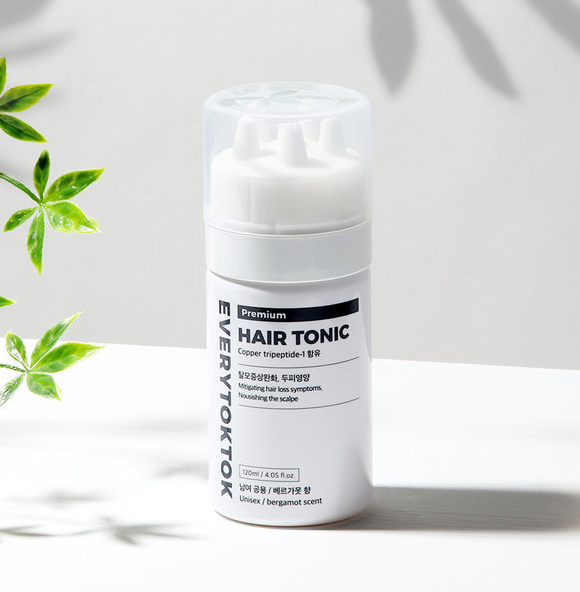 EVERYTOKTOK
Premium
HAIR TONIC
Copper tripeptide-1 함유
탈모증상완화, 두피영양
Mitigating hair loss symptoms,
Nousishing the scalpe
120ml / 4.05 fl.oz.
남여 공용 / 베르가못 향
Unisex / bergamot scent